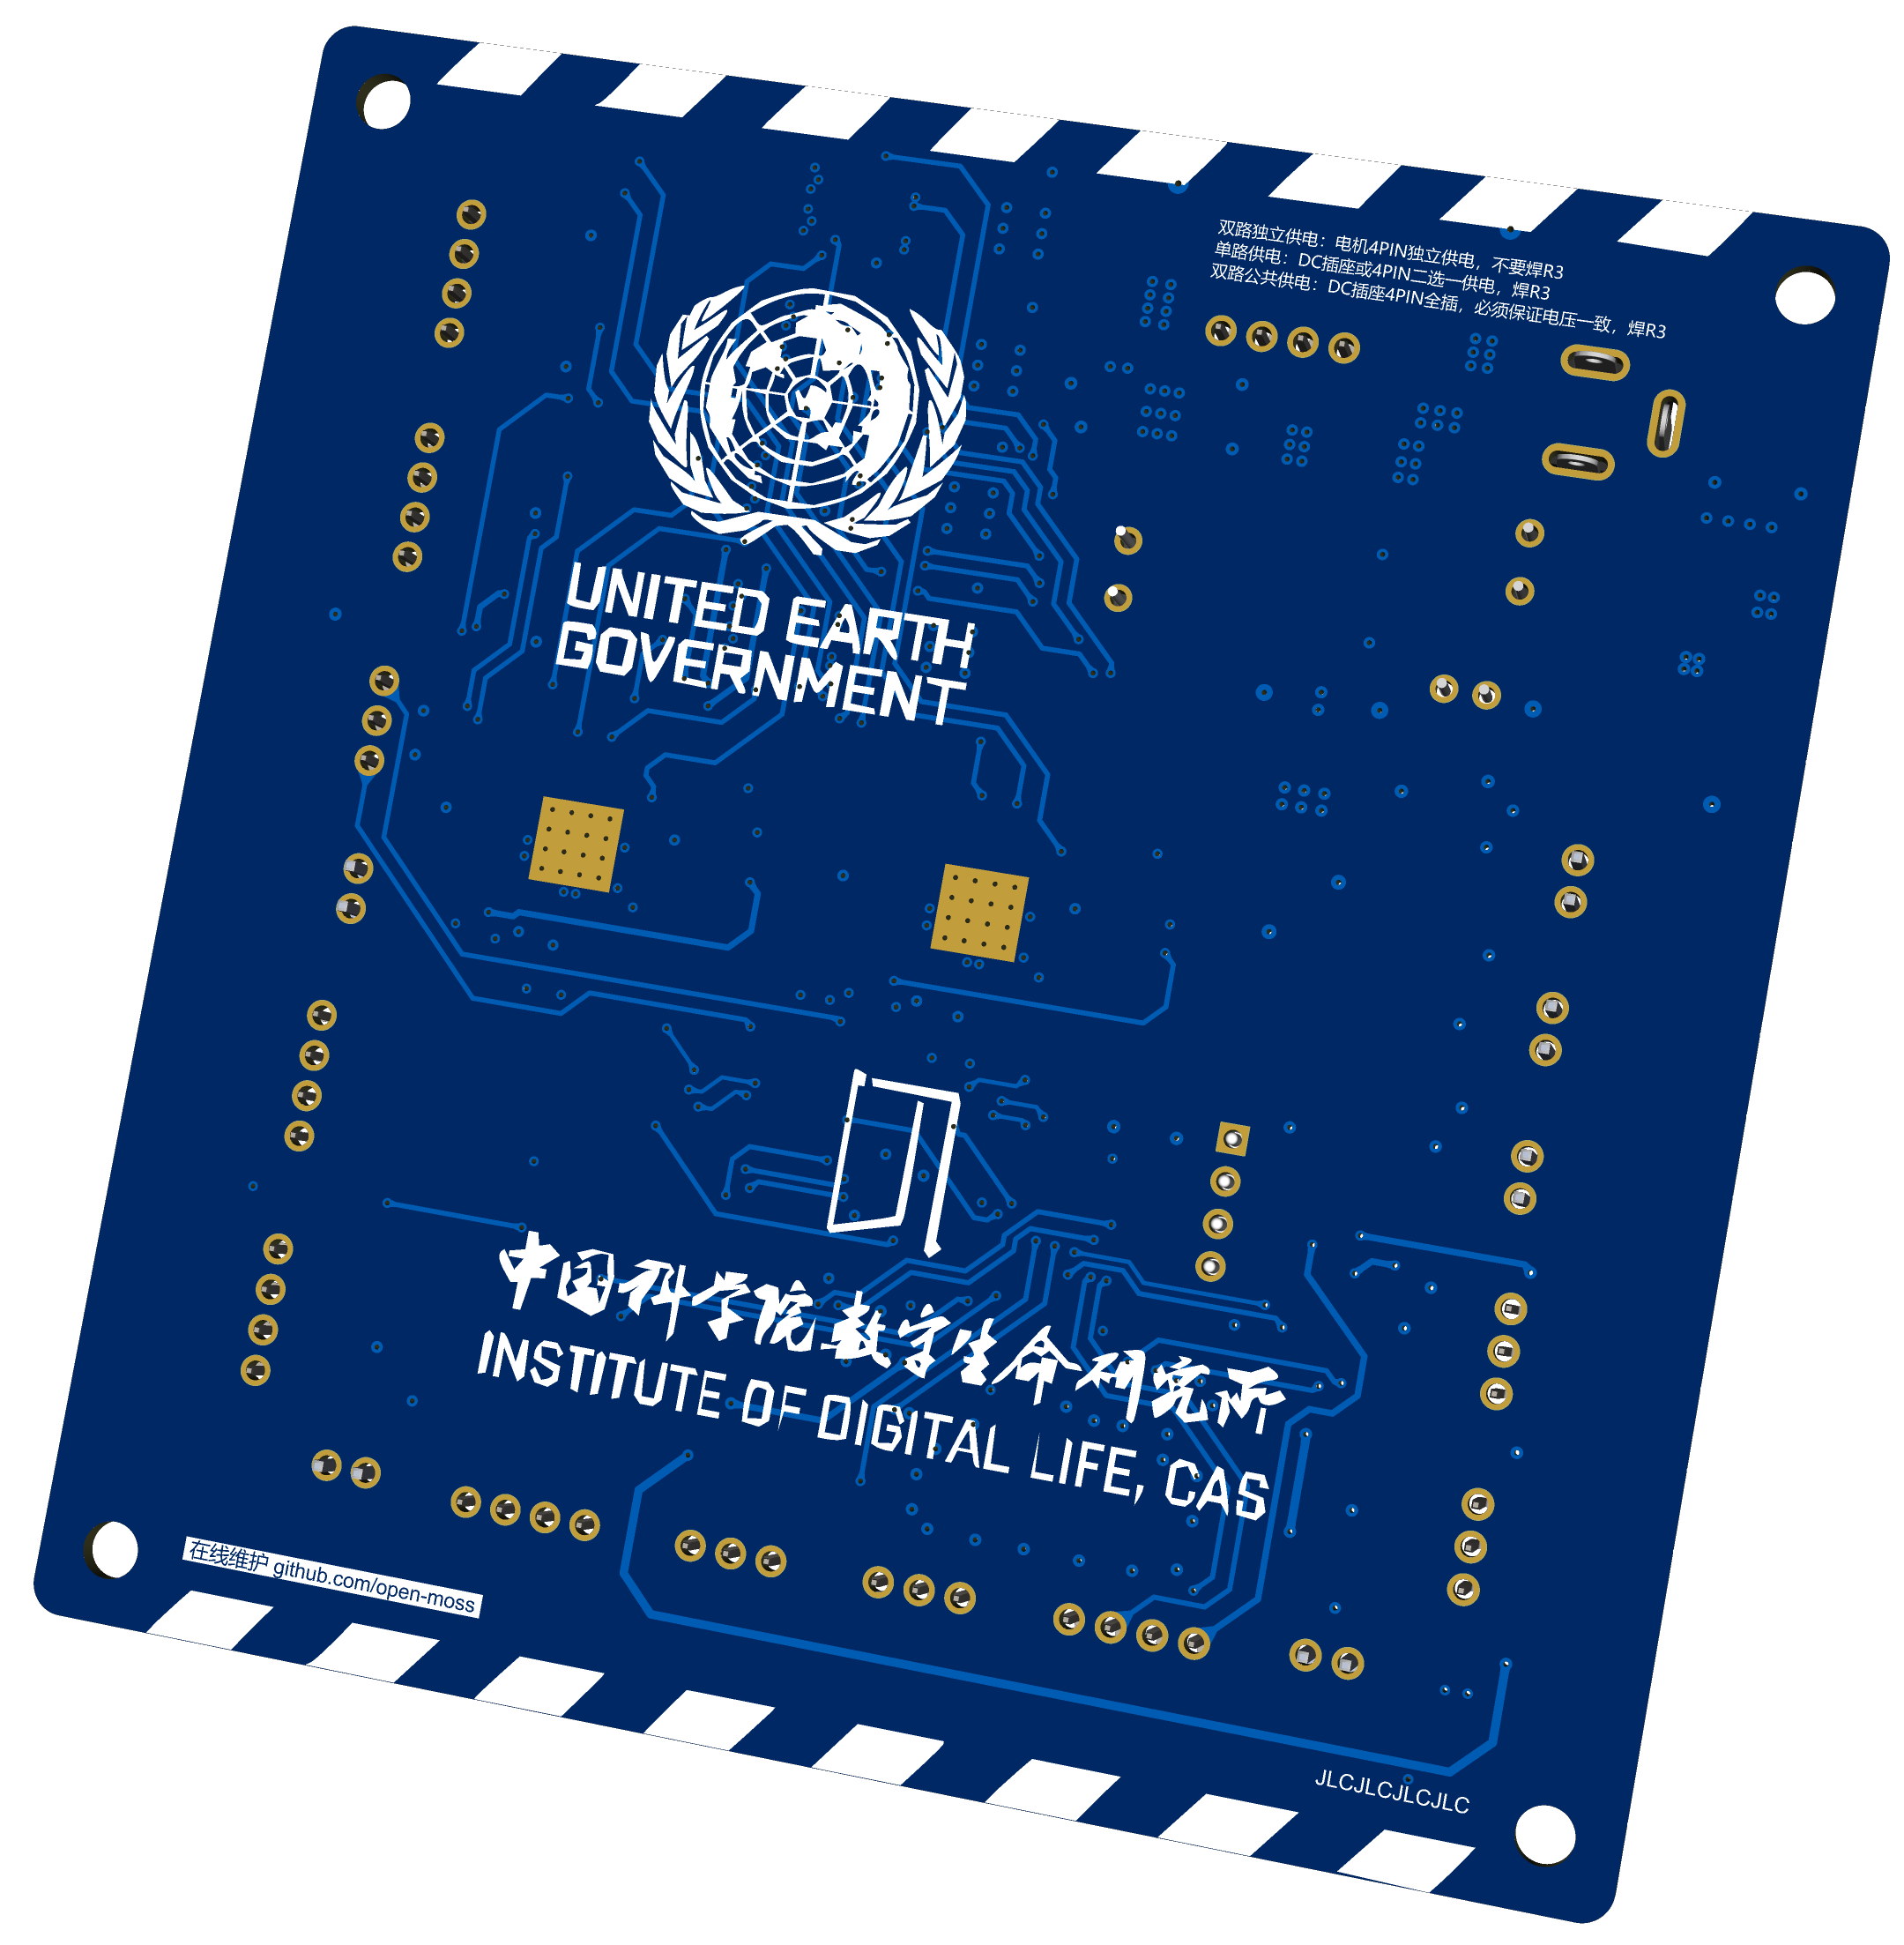 双路独立供电：电机4PIN独立供电，不要焊R3
单路供电：DC插座或4PIN二选一供电，焊R3
双路公共供电：DC插座4PIN全插，必须保证电压一致，焊R3
UNITED EARTH
GOVERNMENT
中国科学院数字生命研究所
INSTITUTE OF DIGITAL LIFE, CAS
在线维护 github.com/open-moss
JLCJLCJLCJLC